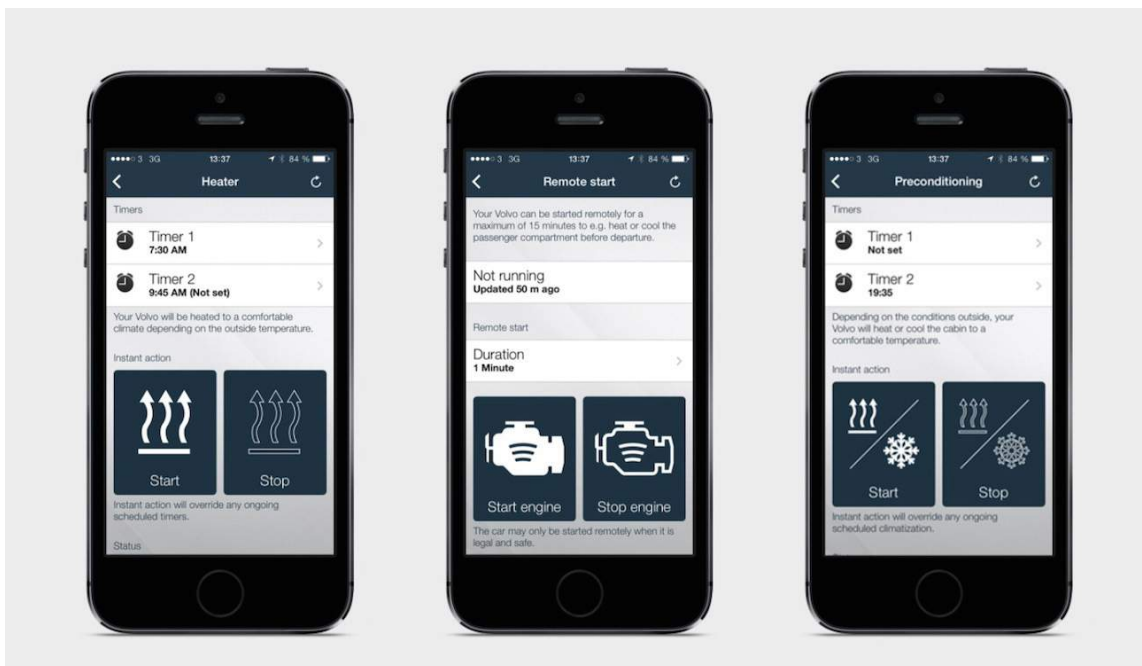 3 3G 13:37 84 %
Heater
Timers
Timer 1
7:30 AM
Timer 2
9:45 AM (Not set)
Your Volvo will be heated to a comfortable
climate depending on the outside temperature.
Instant action
Start Stop
Instant action will override any ongoing
scheduled timers.
Status
3 3G 13:37 84 %
Remote start
Your Volvo can be started remotely for a
maximum of 15 minutes to e.g. heat or cool the
passenger compartment before departure.
Not running
Updated 50 m ago
Remote start
Duration
1 Minute
Start engine Stop engine
The car may only be started remotely when it is
legal and safe.
3 3G 13:37 84 %
Preconditioning
Timers
Timer 1
Not set
Timer 2
19:35
Depending on the conditions outside, your
Volvo will heat or cool the cabin to a
comfortable temperature.
Instant action
Start Stop
Instant action will override any ongoing
scheduled climatization.